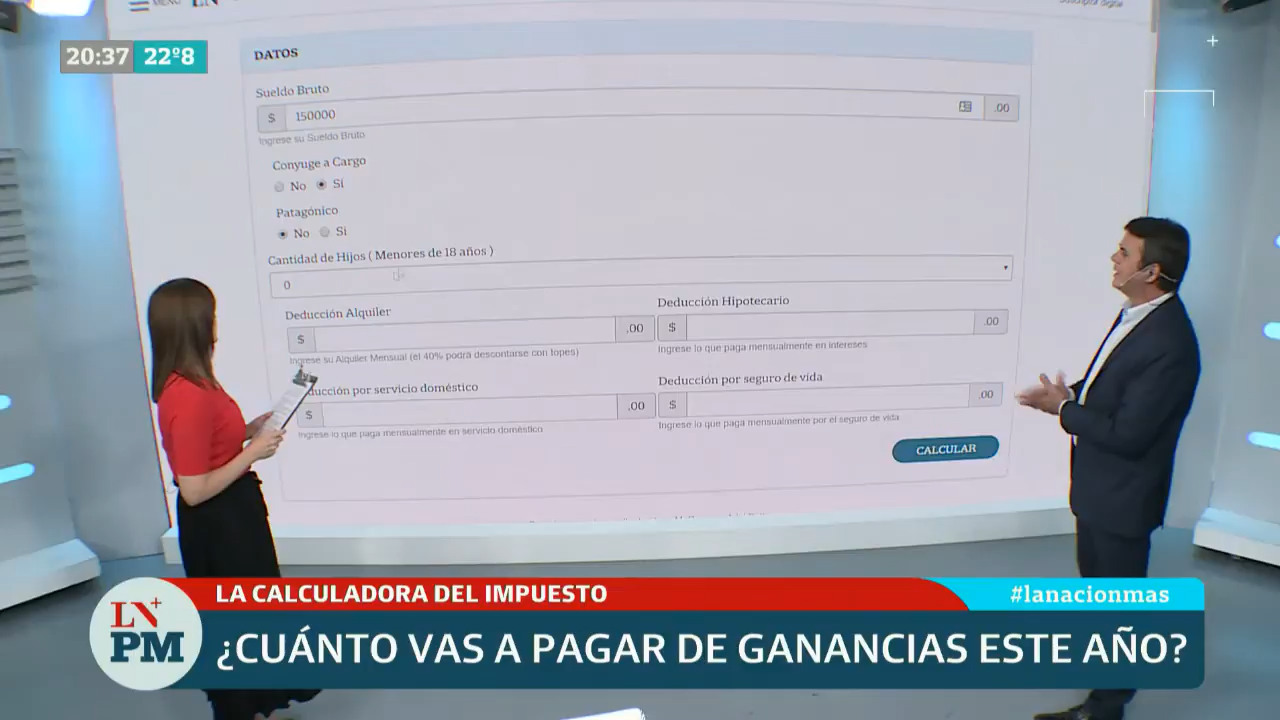 MENÚ
LN
20:37 22º8
DATOS
Sueldo Bruto
$ 150000 .00
Ingrese su Sueldo Bruto
Conyuge a Cargo
No Sí
Patagónico
No Sí
Cantidad de Hijos ( Menores de 18 años )
0
Deducción Alquiler
$ .00
Ingrese su Alquiler Mensual (el 40% podrá descontarse con topes)
Deducción Hipotecario
$ .00
Ingrese lo que paga mensualmente en intereses
ducción por servicio doméstico
$ .00
Ingrese lo que paga mensualmente en servicio doméstico
Deducción por seguro de vida
$ .00
Ingrese lo que paga mensualmente por el seguro de vida
CALCULAR
LN+
PM
LA CALCULADORA DEL IMPUESTO
#lanacionmas
¿CUÁNTO VAS A PAGAR DE GANANCIAS ESTE AÑO?